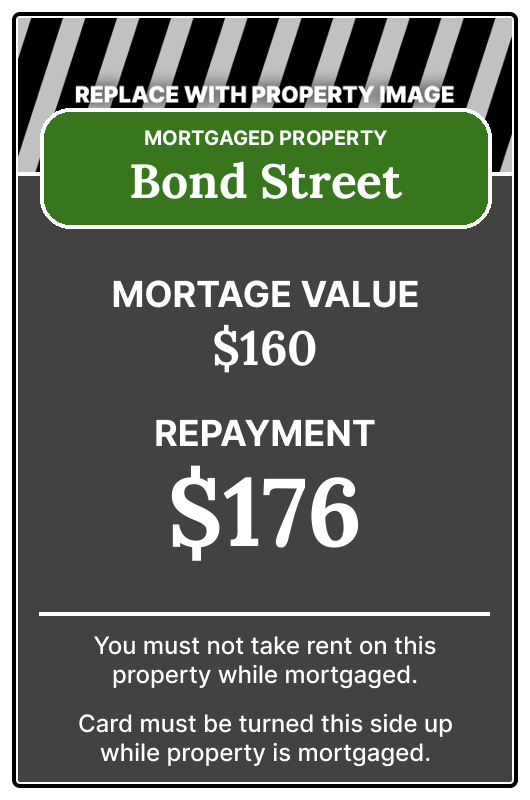 REPLACE WITH PROPERTY IMAGE
MORTGAGED PROPERTY
Bond Street
MORTAGE VALUE
$160
REPAYMENT
$176
You must not take rent on this
property while mortgaged.
Card must be turned this side up
while property is mortgaged.